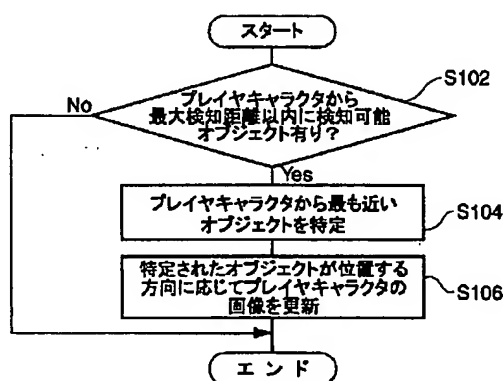 スタート
S102
プレイヤキャラクタから
最大検知距離以内に検知可能
オブジェクト有り?
No
Yes
プレイヤキャラクタから最も近い
オブジェクトを特定
S104
特定されたオブジェクトが位置する
方向に応じてプレイヤキャラクタの
画像を更新
S106
エンド